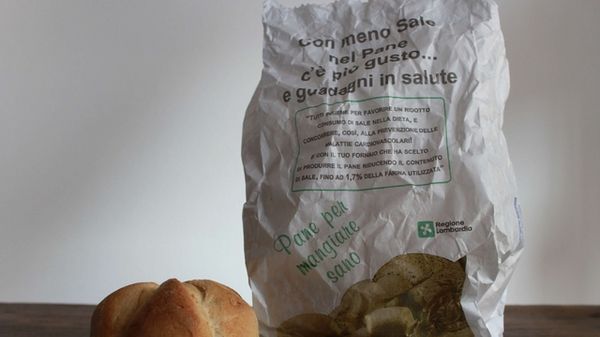 Con meno Sale
nel Pane
c'è più gusto...
e guadagni in salute
"TUTTI INSIEME PER FAVORIRE UN RIDOTTO
CONSUMO DI SALE NELLA DIETA, E
CONCORRERE, COSÌ, ALLA PREVENZIONE DELLE
MALATTIE CARDIOVASCOLARI!
E CON IL TUO FORNAIO CHE HA SCELTO
DI PRODURRE IL PANE RIDUCENDO IL CONTENUTO
DI SALE, FINO AD 1,7% DELLA FARINA UTILIZZATA"
Pane per
mangiare
sano
Regione
Lombardia